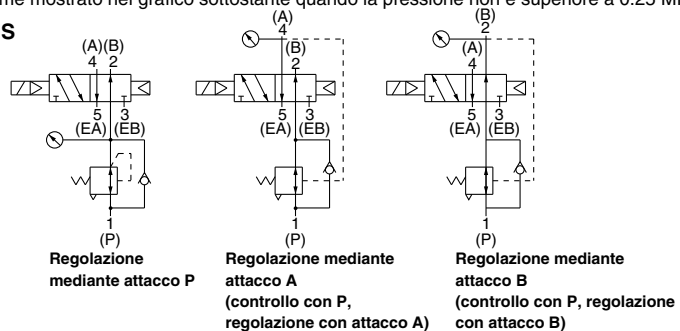 me mostrato nel grafico sottostante quando la pressione non è superiore a 0.25 M
S
(A)(B)
4 2
5 3
(EA) (EB)
1
(P)
Regolazione
mediante attacco P
(A)
4
(B)
2
5 3
(EA) (EB)
1
(P)
Regolazione mediante
attacco A
(controllo con P,
regolazione con attacco A)
(B)
2
(A)
4
5 3
(EA) (EB)
1
(P)
Regolazione mediante
attacco B
(controllo con P, regolazione
con attacco B)